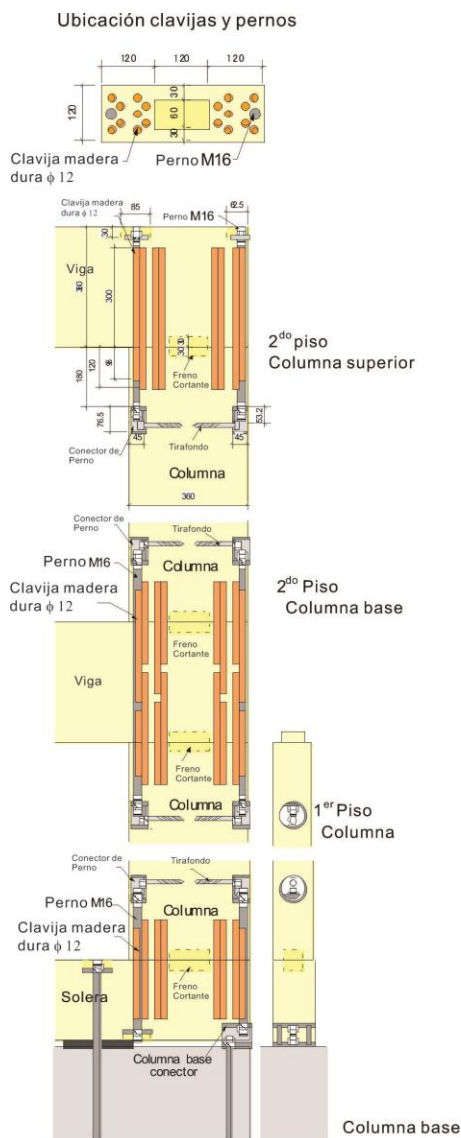 Ubicación clavijas y pernos
120
120
120
120
30
60
30
Clavija madera
dura ϕ 12
Perno M16
Clavija madera
dura ϕ 12
85
Perno M16
62.5
30
Viga
360
300
30
30
Freno
Cortante
180
120
96
2do piso
Columna superior
76.5
53.2
Conector de
Perno
45
Tirafondo
45
Columna
360
Conector de
Perno
Tirafondo
Perno M16
Columna
Clavija madera
dura ϕ 12
2do Piso
Columna base
Freno
Cortante
Viga
Freno
Cortante
Columna
1er Piso
Columna
Conector de
Perno
Tirafondo
Perno M16
Columna
Clavija madera
dura ϕ 12
Freno
Cortante
Solera
Columna base
conector
Columna base